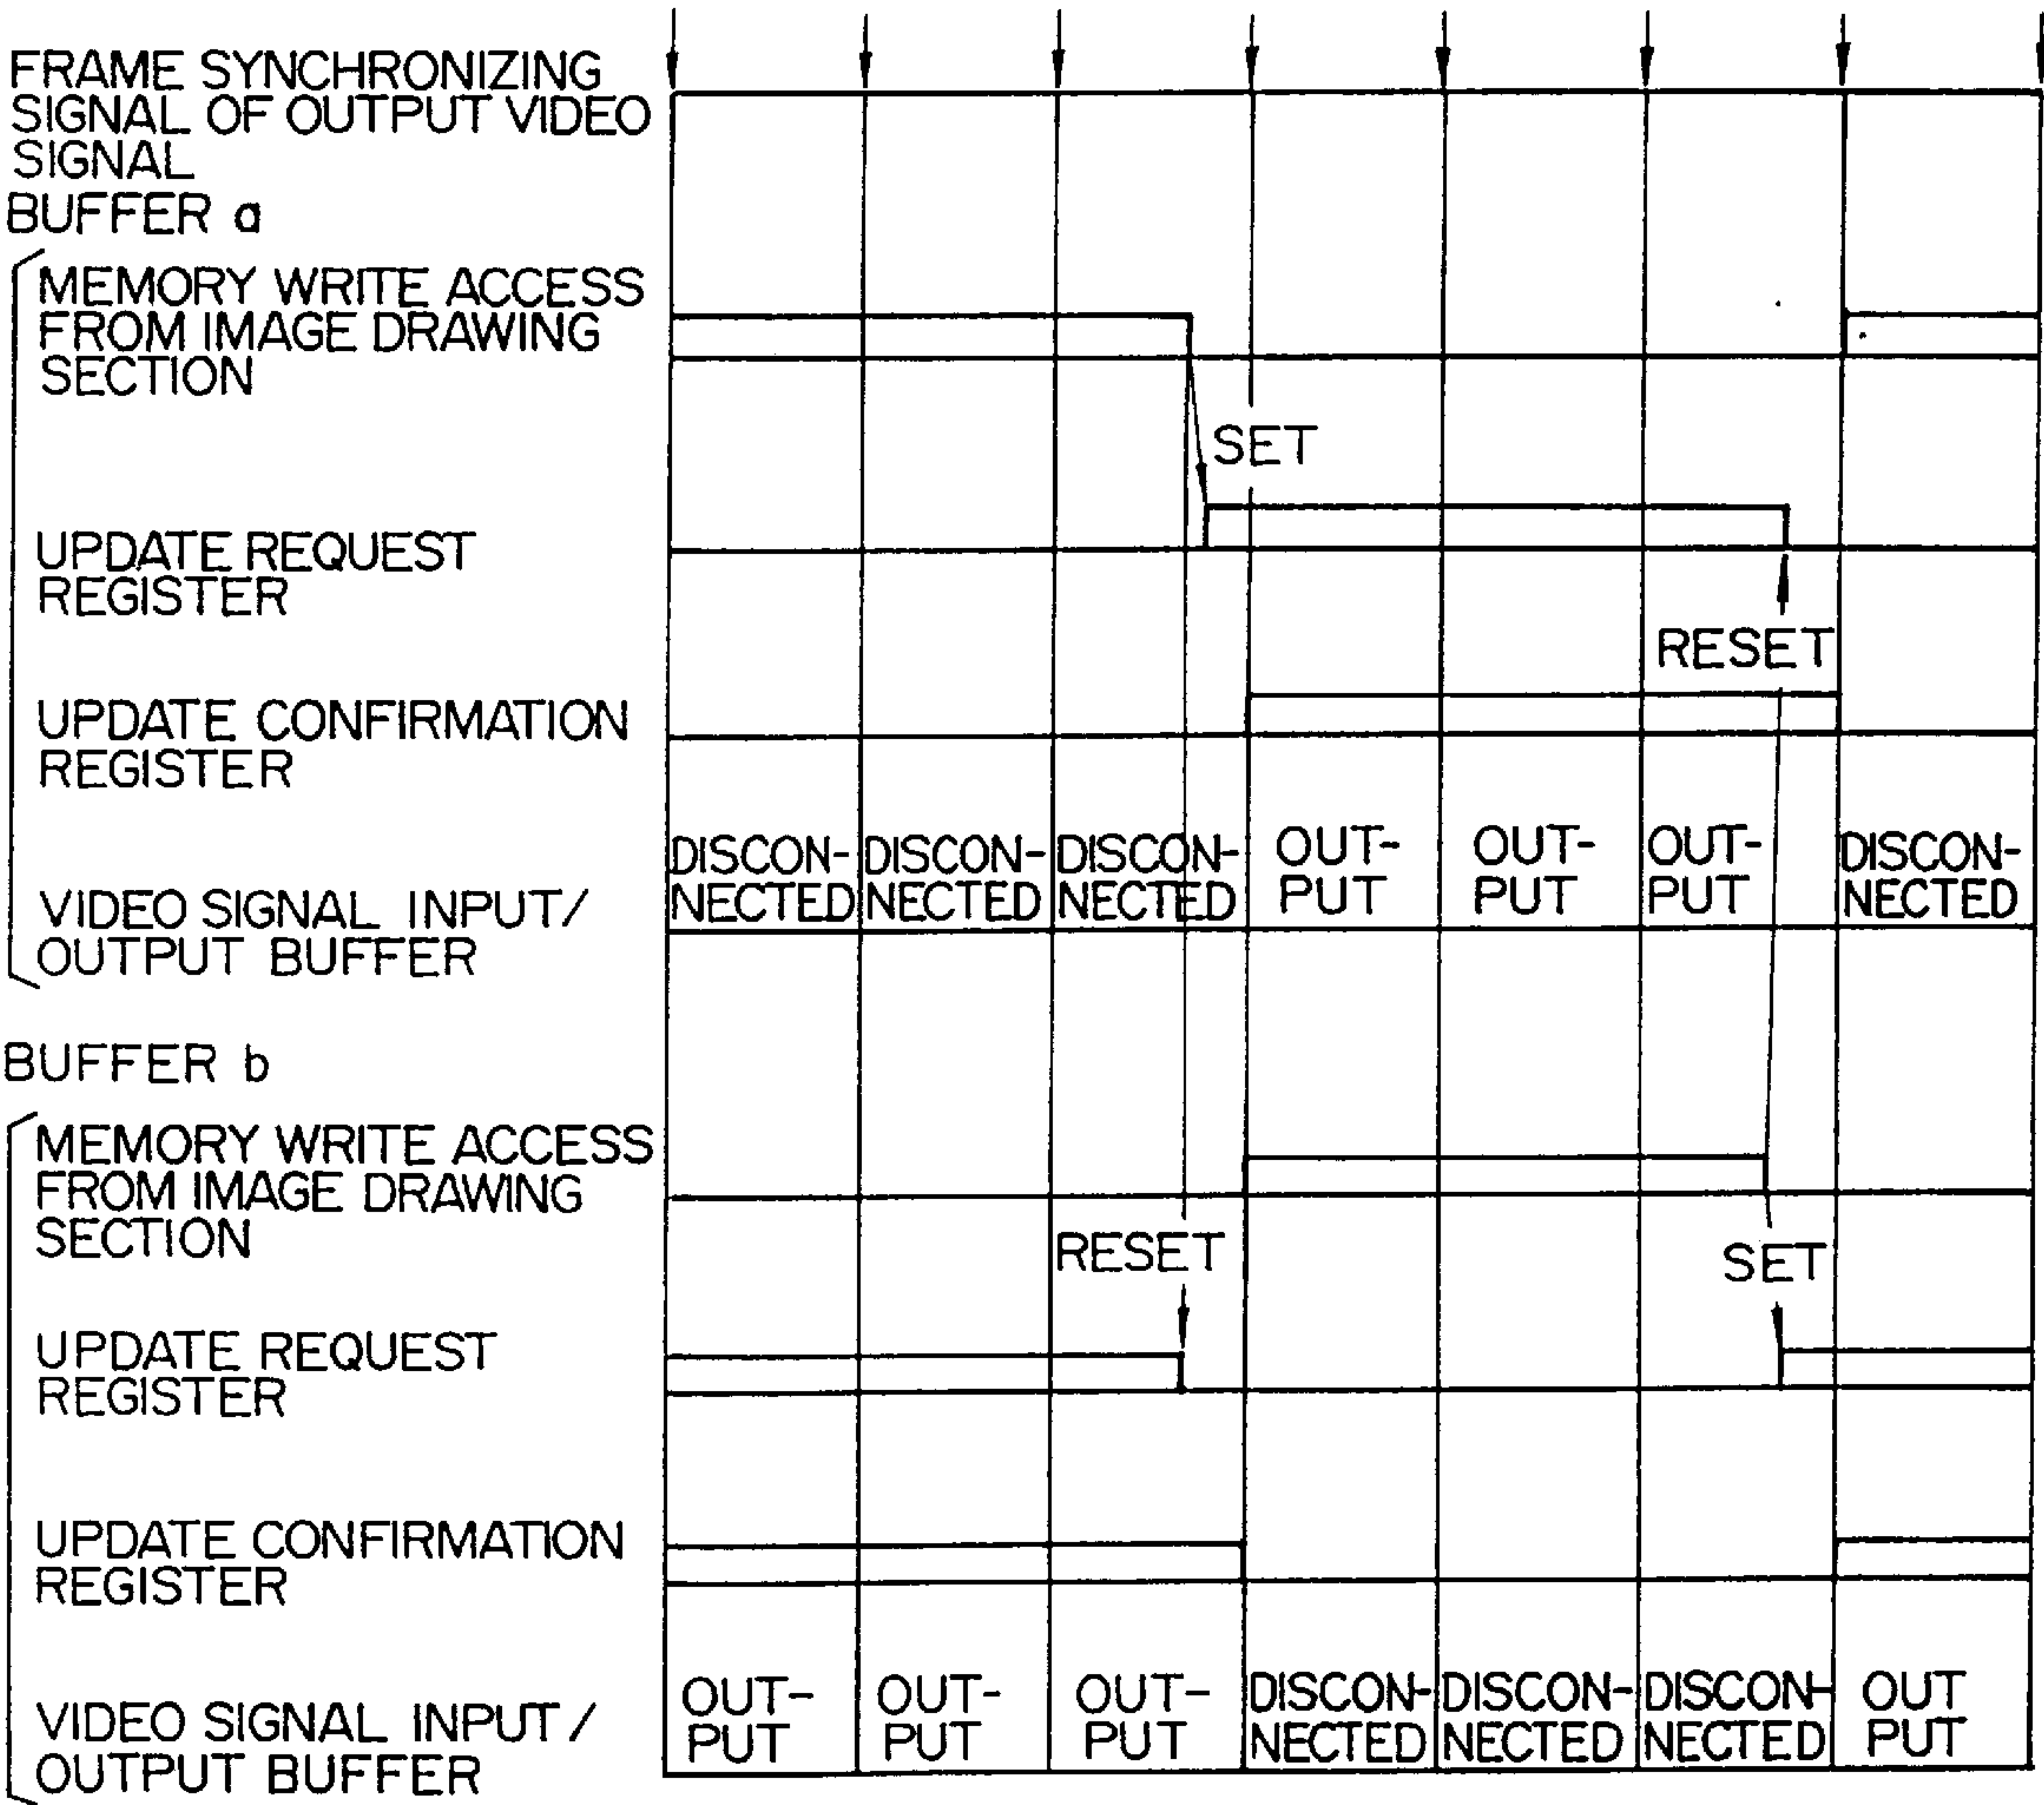 FRAME SYNCHRONIZING
SIGNAL OF OUTPUT VIDEO
SIGNAL
BUFFER a
MEMORY WRITE ACCESS
FROM IMAGE DRAWING
SECTION
SET
UPDATE REQUEST
REGISTER
RESET
UPDATE CONFIRMATION
REGISTER
DISCON- DISCON- DISCON- OUT- OUT- OUT- DISCON-
NECTED NECTED NECTED PUT PUT PUT NECTED
VIDEO SIGNAL INPUT/
OUTPUT BUFFER
BUFFER b
MEMORY WRITE ACCESS
FROM IMAGE DRAWING
SECTION
RESET SET
UPDATE REQUEST
REGISTER
UPDATE CONFIRMATION
REGISTER
OUT- OUT- OUT- DISCON- DISCON- DISCON- OUT
PUT PUT PUT NECTED NECTED NECTED PUT
VIDEO SIGNAL INPUT/
OUTPUT BUFFER